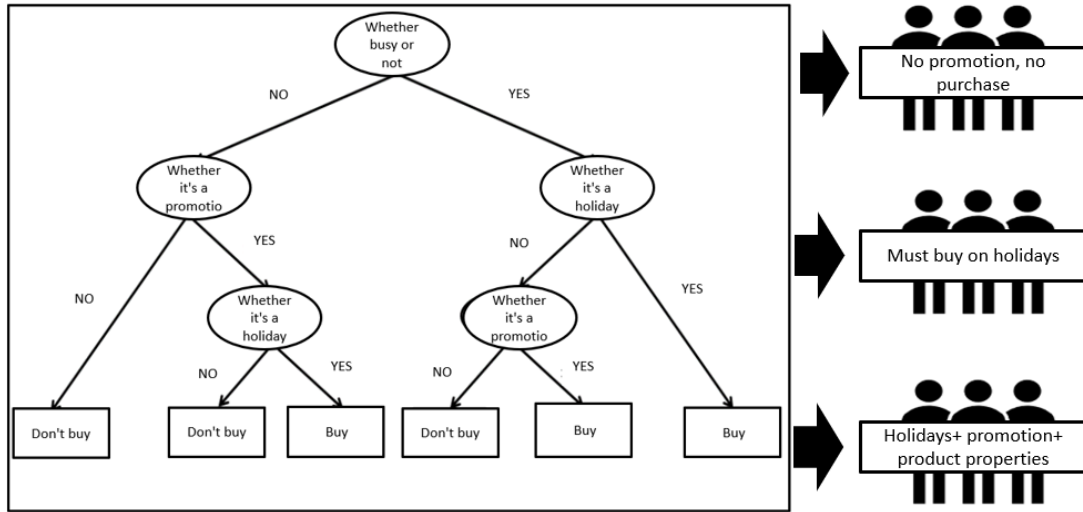 Whether
busy or
not
NO
YES
Whether
it's a
promotio
Whether
it's a
holiday
NO
YES
NO
YES
Whether
it's a
holiday
Whether
it's a
promotio
NO
YES
NO
YES
Don't buy
Don't buy
Buy
Don't buy
Buy
Buy
No promotion, no
purchase
Must buy on holidays
Holidays+ promotion+
product properties